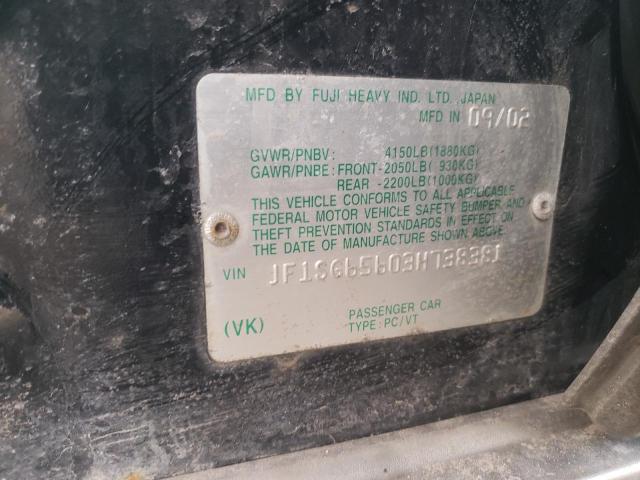 MFD BY FUJI HEAVY IND. LTD. JAPAN
MFD IN 09/02
GVWR/PNBV: 4150LB(1880KG)
GAWR/PNBE: FRONT-2050LB( 930KG)
REAR -2200LB(1000KG)
THIS VEHICLE CONFORMS TO ALL APPLICABLE
FEDERAL MOTOR VEHICLE SAFETY BUMPER, AND
THEFT PREVENTION STANDARDS IN EFFECT ON
THE DATE OF MANUFACTURE SHOWN ABOVE.
VIN JF1SG65603H738381
PASSENGER CAR
(VK) TYPE:PC/VT